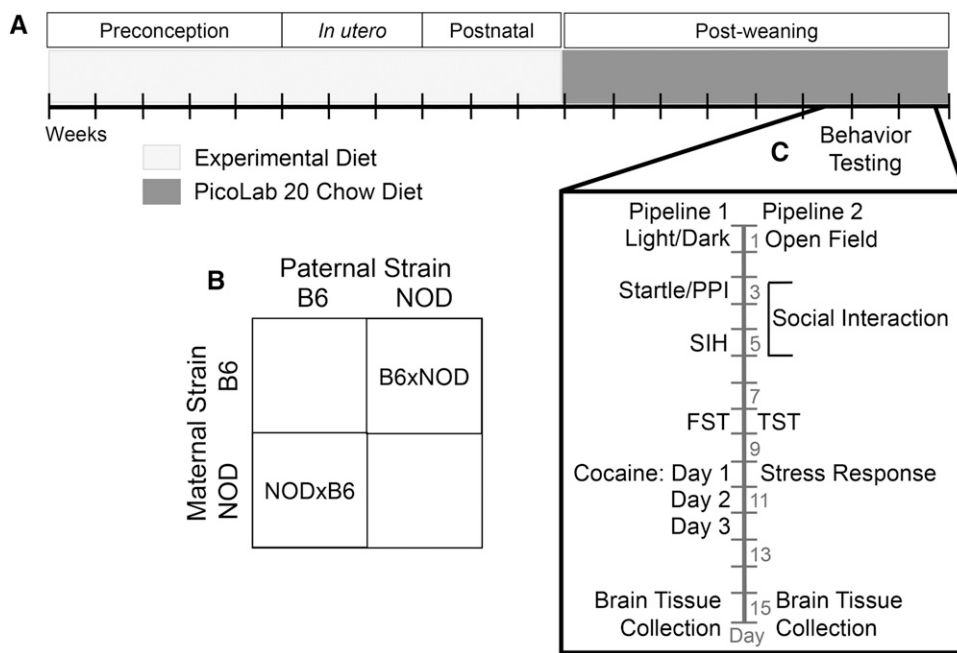 A
Preconception
In utero
Postnatal
Post-weaning
Weeks
Experimental Diet
PicoLab 20 Chow Diet
C
Behavior
Testing
B
Paternal Strain
B6 NOD
Maternal Strain
B6
NOD
B6xNOD
NODxB6
Pipeline 1 Pipeline 2
Light/Dark 1 Open Field
Startle/PPI 3
Social Interaction
SIH 5
7
FST TST
9
Cocaine: Day 1 Stress Response
Day 2 11
Day 3
13
Brain Tissue 15 Brain Tissue
Collection Day Collection